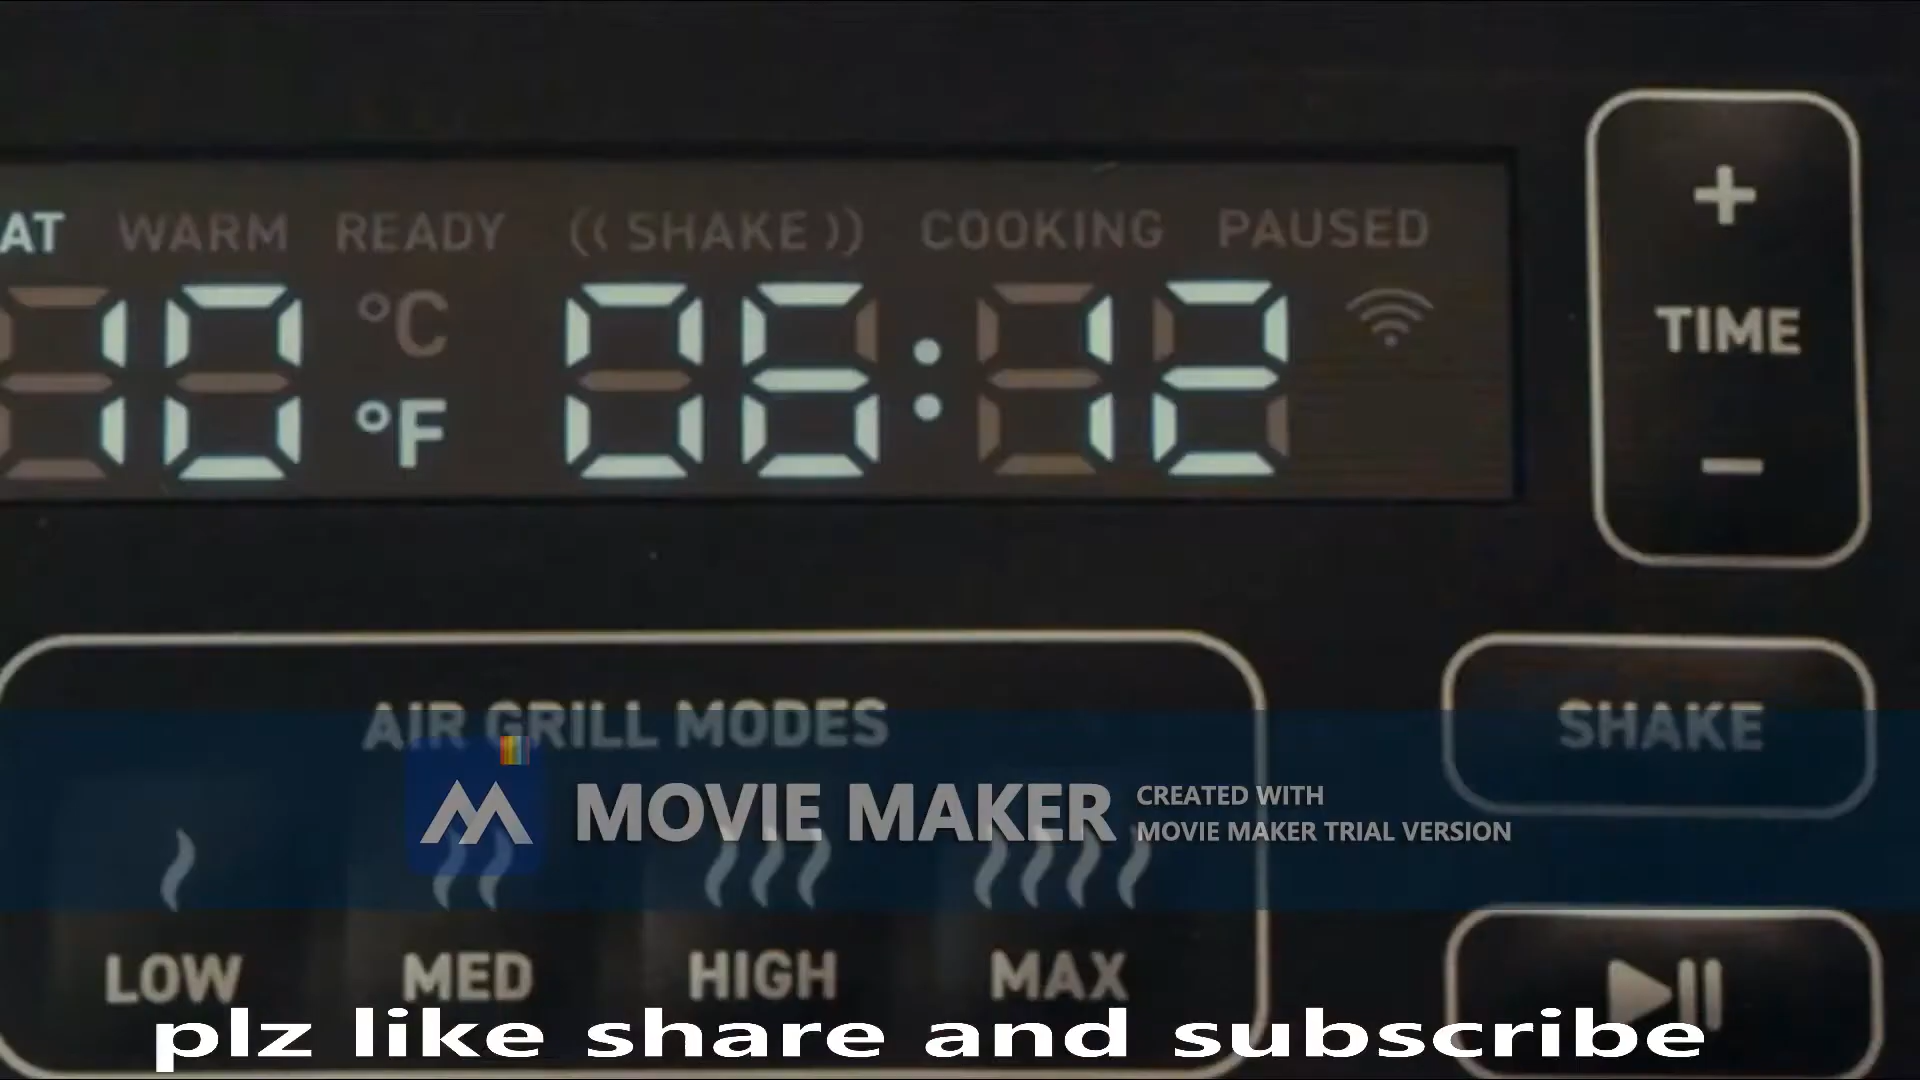 AT WARM READY (( SHAKE )) COOKING PAUSED
10 °C °F 06:12
+
TIME
-
AIR GRILL MODES
SHAKE
MOVIE MAKER
CREATED WITH
MOVIE MAKER TRIAL VERSION
LOW MED HIGH MAX
plz like share and subscribe